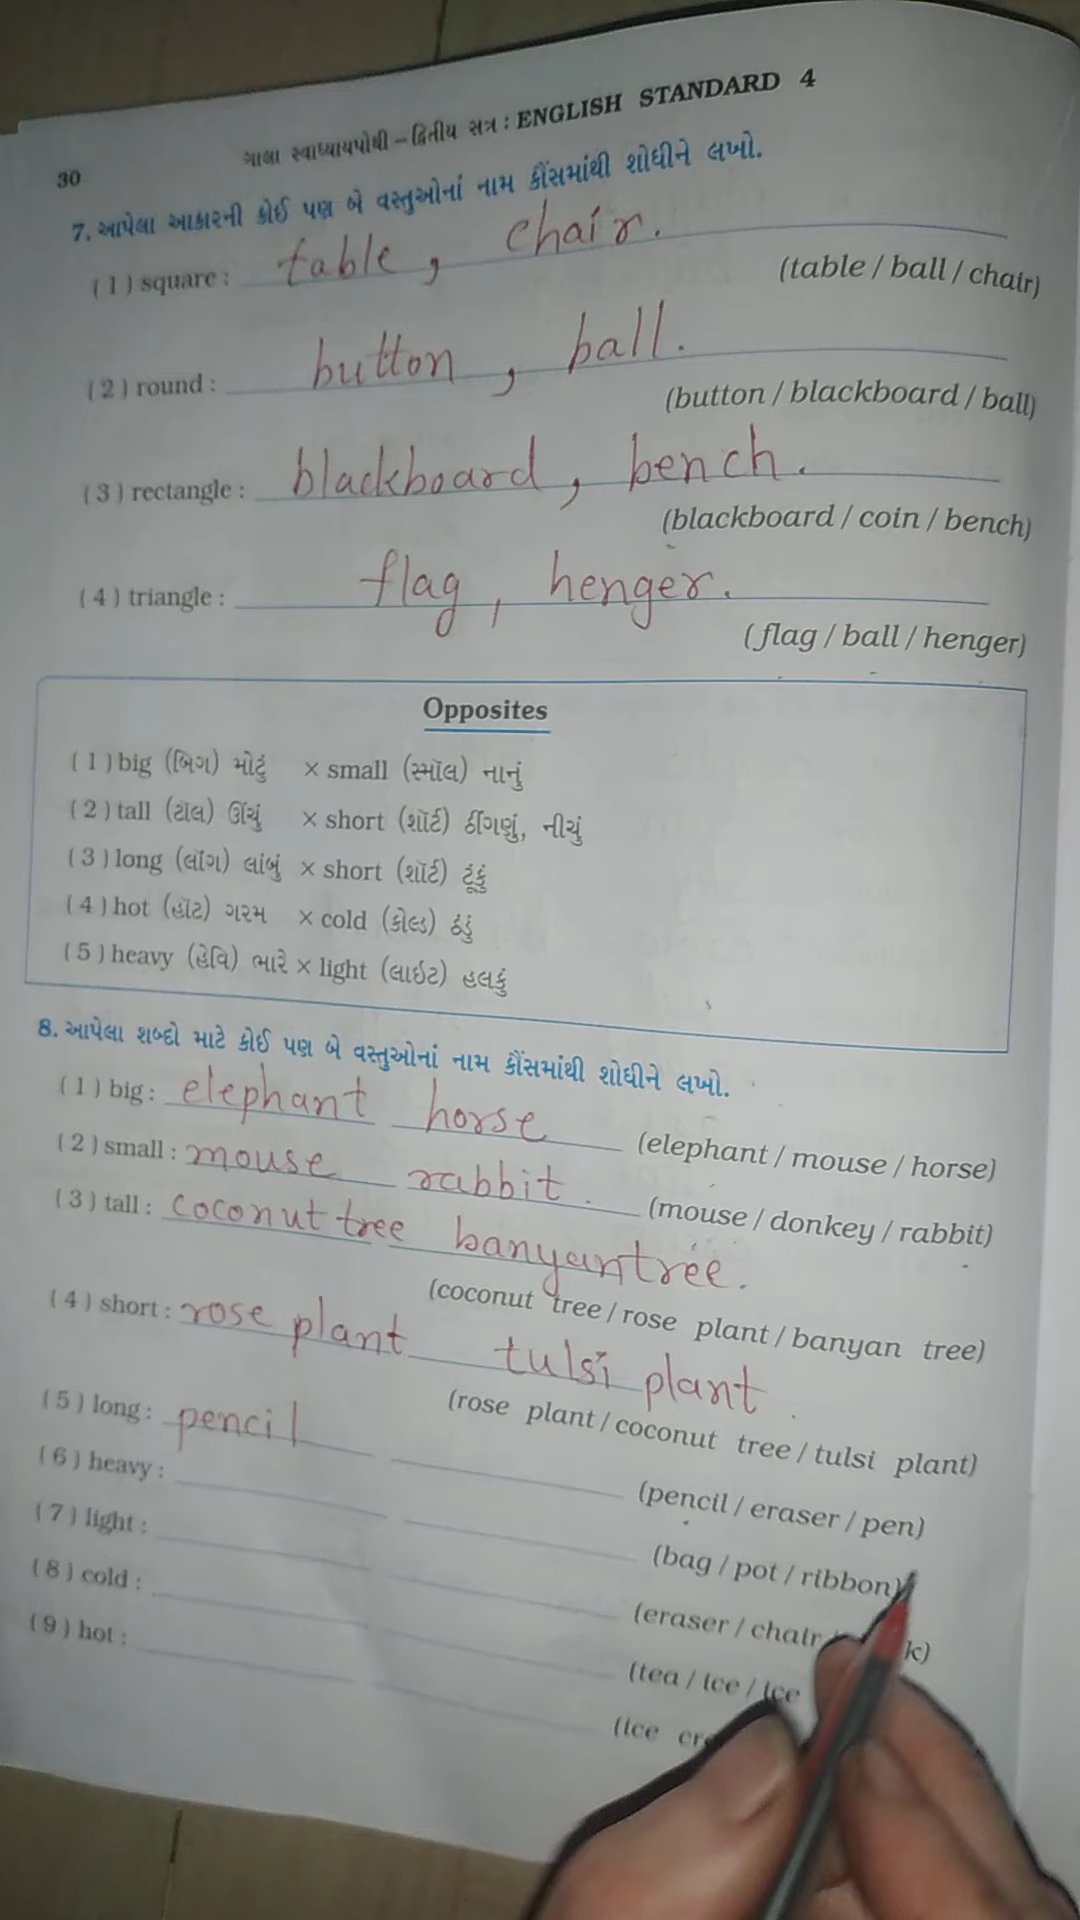 30
ગાલા સ્વાધ્યાયપોથી – દ્વિતીય સત્ર : ENGLISH STANDARD 4
7. આપેલા આકારની કોઈ પણ બે વસ્તુઓનાં નામ કૌંસમાંથી શોધીને લખો.
(1) square : table, chair.
(table / ball / chair)
(2) round : button, ball.
(button / blackboard / ball)
(3) rectangle : blackboard, bench.
(blackboard / coin / bench)
(4) triangle : flag, henger.
(flag / ball / henger)
Opposites
(1) big (બિગ) મોટું × small (સ્મૉલ) નાનું
(2) tall (ટૉલ) ઊંચું × short (શૉર્ટ) ઠીંગણું, નીચું
(3) long (લૉંગ) લાંબું × short (શૉર્ટ) ટૂંકું
(4) hot (હૉટ) ગરમ × cold (કોલ્ડ) ઠંડું
(5) heavy (હેવિ) ભારે × light (લાઇટ) હલકું
8. આપેલા શબ્દો માટે કોઈ પણ બે વસ્તુઓનાં નામ કૌંસમાંથી શોધીને લખો.
(1) big : elephant horse (elephant / mouse / horse)
(2) small : mouse rabbit. (mouse / donkey / rabbit)
(3) tall : coconut tree banyantree.
(coconut tree / rose plant / banyan tree)
(4) short : rose plant tulsi plant.
(rose plant / coconut tree / tulsi plant)
(5) long : pencil (pencil / eraser / pen)
(6) heavy : (bag / pot / ribbon)
(7) light : (eraser / chair
(8) cold : (tea / ice / ice
(9) hot : (ice